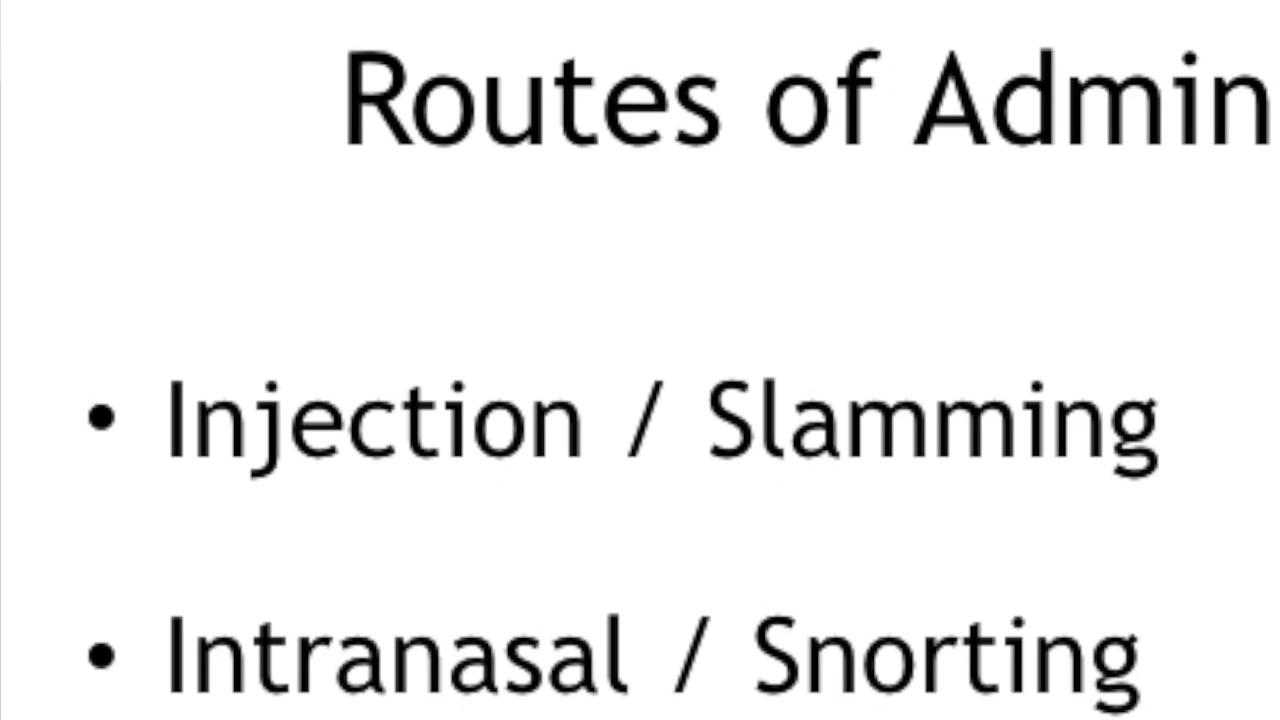 Routes of Admin
• Injection / Slamming
• Intranasal / Snorting